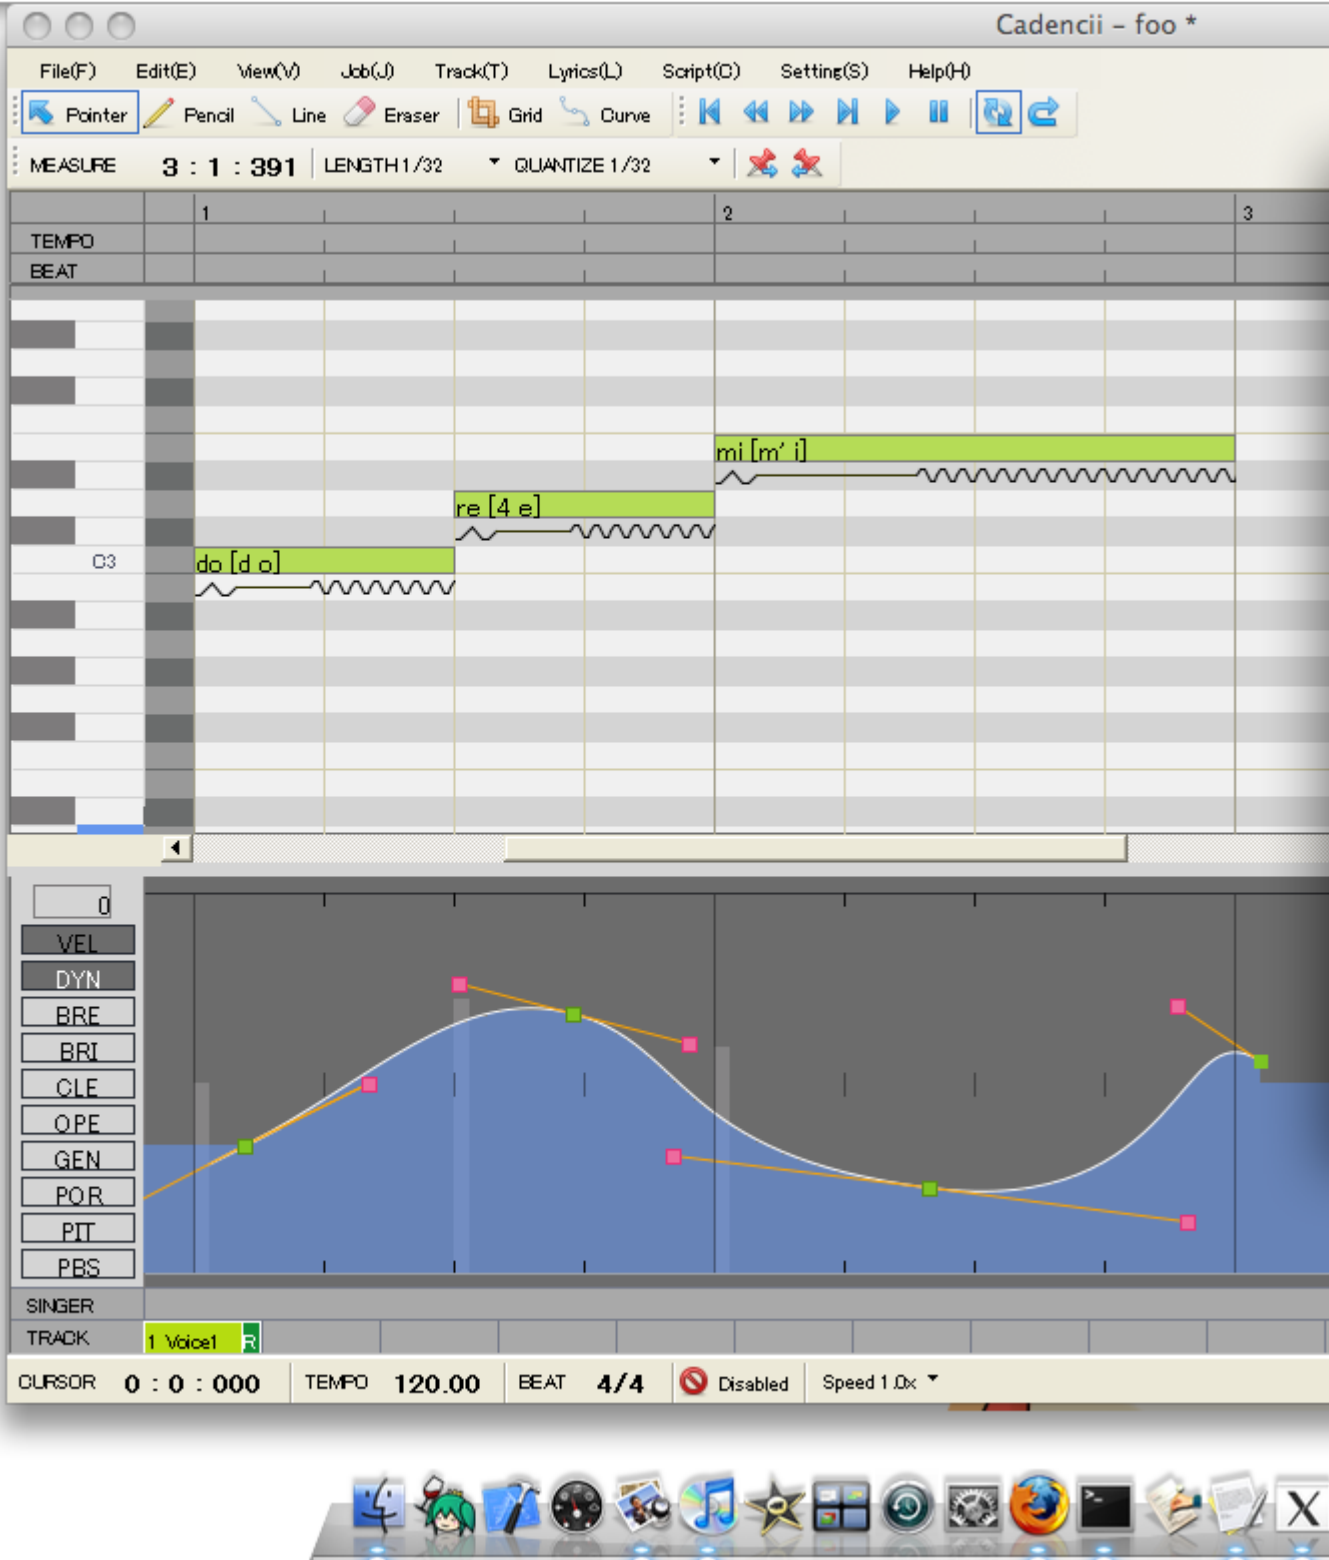 Cadencii – foo *
File(F) Edit(E) View(V) Job(J) Track(T) Lyrics(L) Script(C) Setting(S) Help(H)
Pointer Pencil Line Eraser Grid Curve
MEASURE 3 : 1 : 391 LENGTH 1/32 QUANTIZE 1/32
1 2 3
TEMPO
BEAT
mi [m' i]
re [4 e]
C3 do [d o]
0
VEL
DYN
BRE
BRI
CLE
OPE
GEN
POR
PIT
PBS
SINGER
TRACK 1 Voice1 R
CURSOR 0 : 0 : 000 TEMPO 120.00 BEAT 4/4 Disabled Speed 1.0x